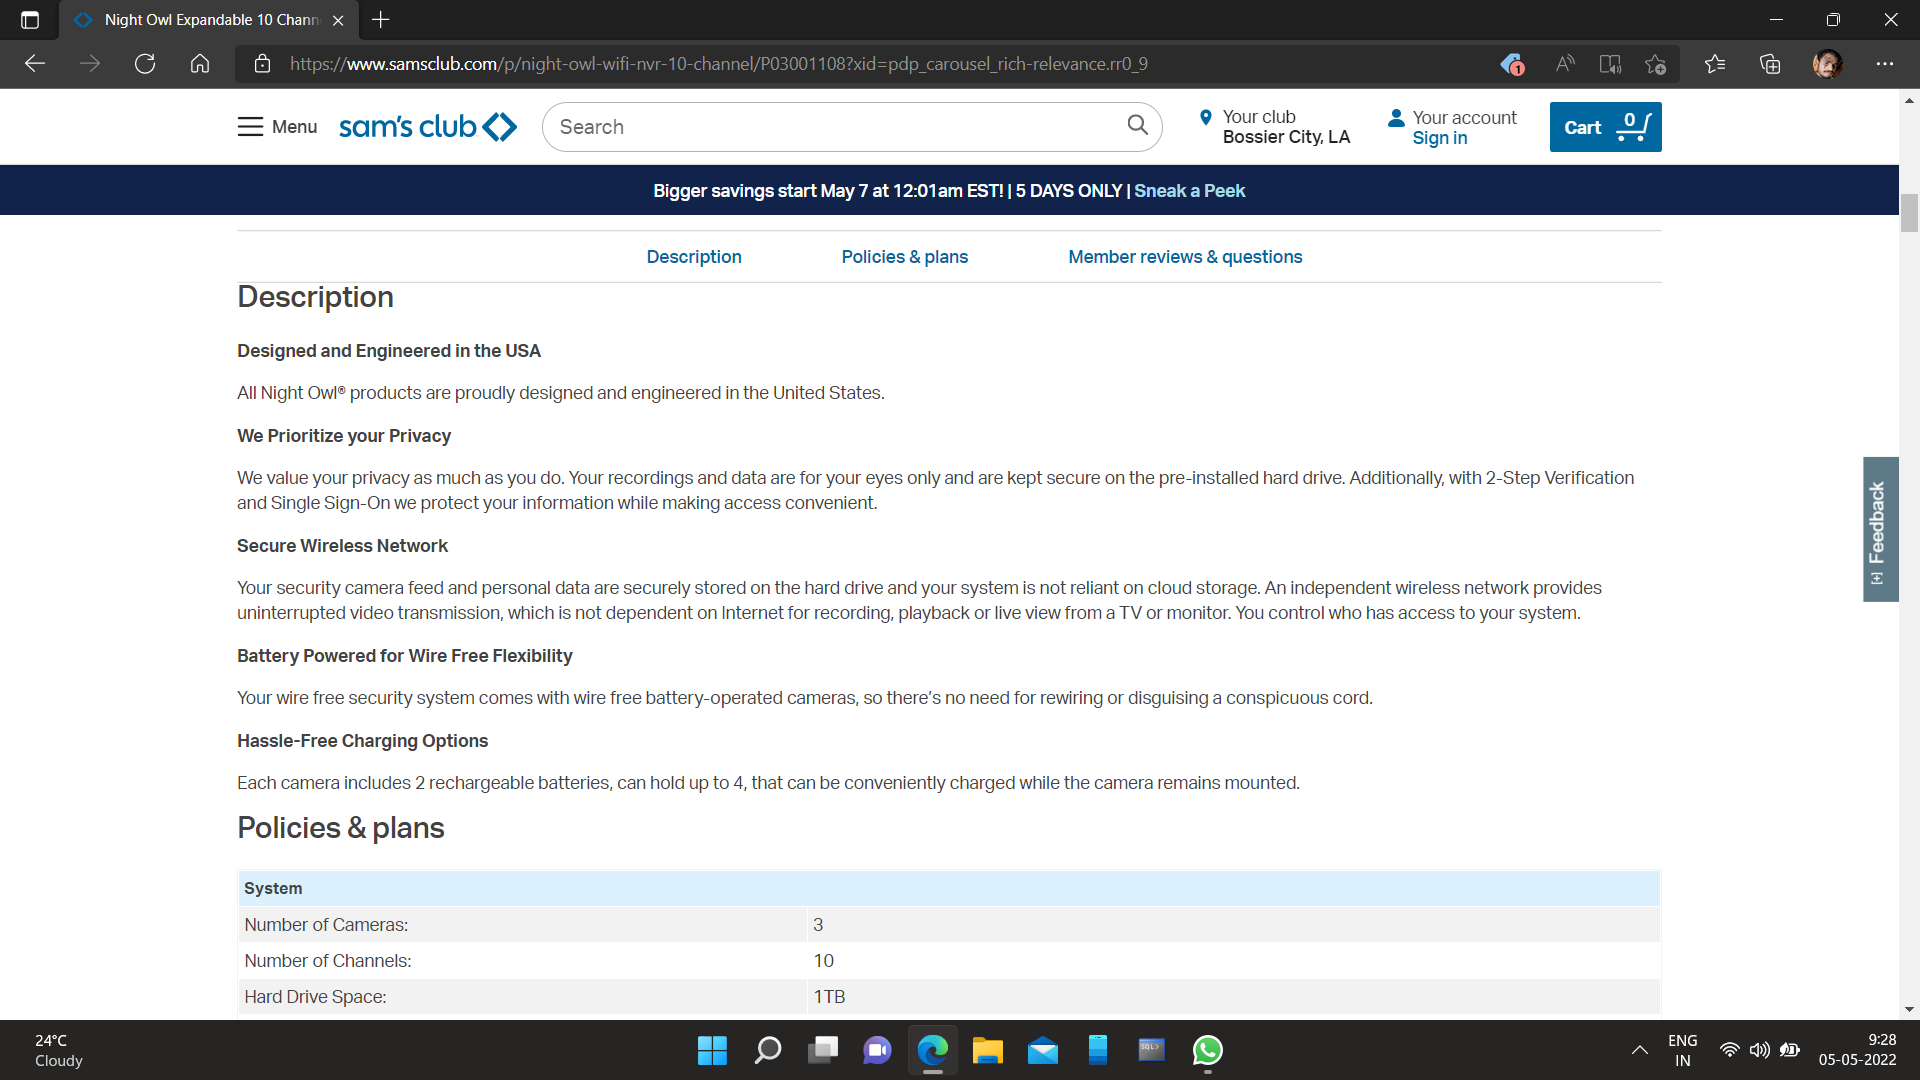 Night Owl Expandable 10 Chann
https://www.samsclub.com/p/night-owl-wifi-nvr-10-channel/P03001108?xid=pdp_carousel_rich-relevance.rr0_9
1
Menu
sam's club
Search
Your club
Bossier City, LA
Your account
Sign in
Cart
0
Bigger savings start May 7 at 12:01am EST! | 5 DAYS ONLY | Sneak a Peek
Description
Policies & plans
Member reviews & questions
Description
Designed and Engineered in the USA
All Night Owl® products are proudly designed and engineered in the United States.
We Prioritize your Privacy
We value your privacy as much as you do. Your recordings and data are for your eyes only and are kept secure on the pre-installed hard drive. Additionally, with 2-Step Verification
and Single Sign-On we protect your information while making access convenient.
Secure Wireless Network
Your security camera feed and personal data are securely stored on the hard drive and your system is not reliant on cloud storage. An independent wireless network provides
uninterrupted video transmission, which is not dependent on Internet for recording, playback or live view from a TV or monitor. You control who has access to your system.
Battery Powered for Wire Free Flexibility
Your wire free security system comes with wire free battery-operated cameras, so there's no need for rewiring or disguising a conspicuous cord.
Hassle-Free Charging Options
Each camera includes 2 rechargeable batteries, can hold up to 4, that can be conveniently charged while the camera remains mounted.
Policies & plans
System
Number of Cameras: 3
Number of Channels: 10
Hard Drive Space: 1TB
[+] Feedback
24°C
Cloudy
SQL>
ENG
IN
9:28
05-05-2022